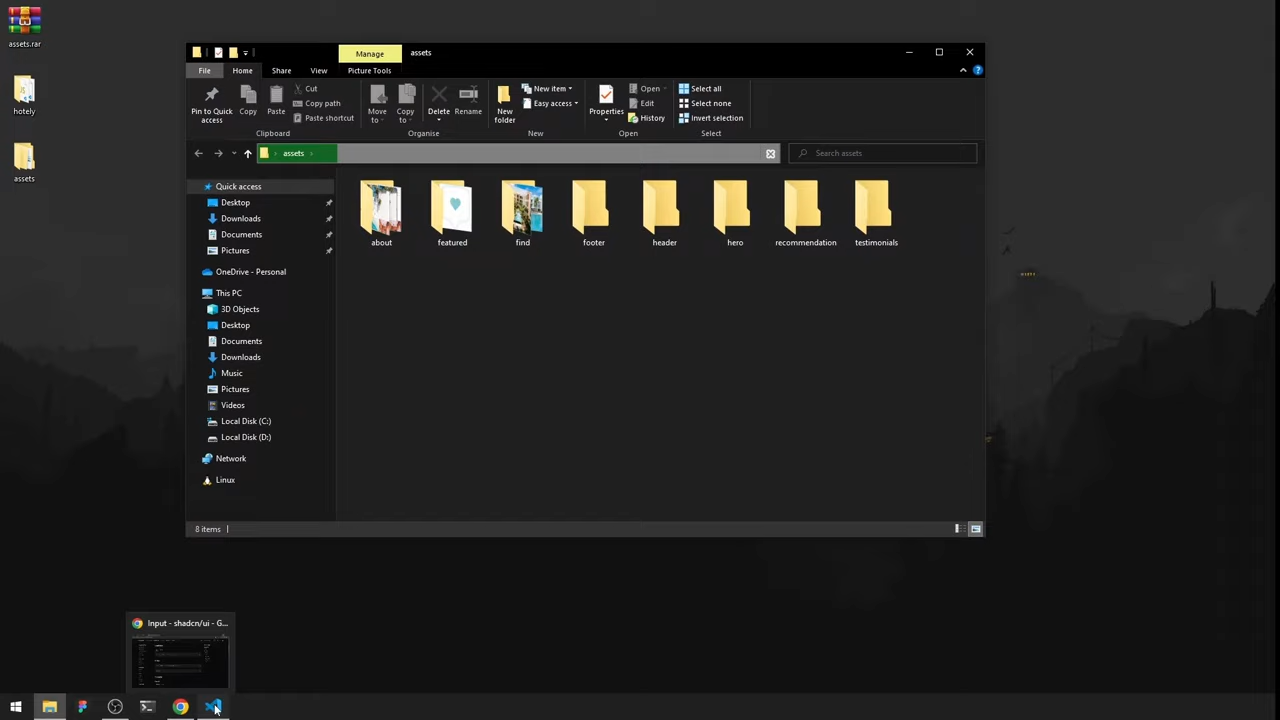 assets.rar
hotely
assets
Manage
assets
File
Home
Share
View
Picture Tools
Pin to Quick access
Copy
Paste
Cut
Copy path
Paste shortcut
Clipboard
Move to
Copy to
Delete
Rename
Organise
New folder
New item
Easy access
New
Properties
Open
Edit
History
Open
Select all
Select none
Invert selection
Select
assets
Search assets
Quick access
Desktop
Downloads
Documents
Pictures
OneDrive - Personal
This PC
3D Objects
Desktop
Documents
Downloads
Music
Pictures
Videos
Local Disk (C:)
Local Disk (D:)
Network
Linux
about
featured
find
footer
header
hero
recommendation
testimonials
8 items
Input - shadcn/ui - G...